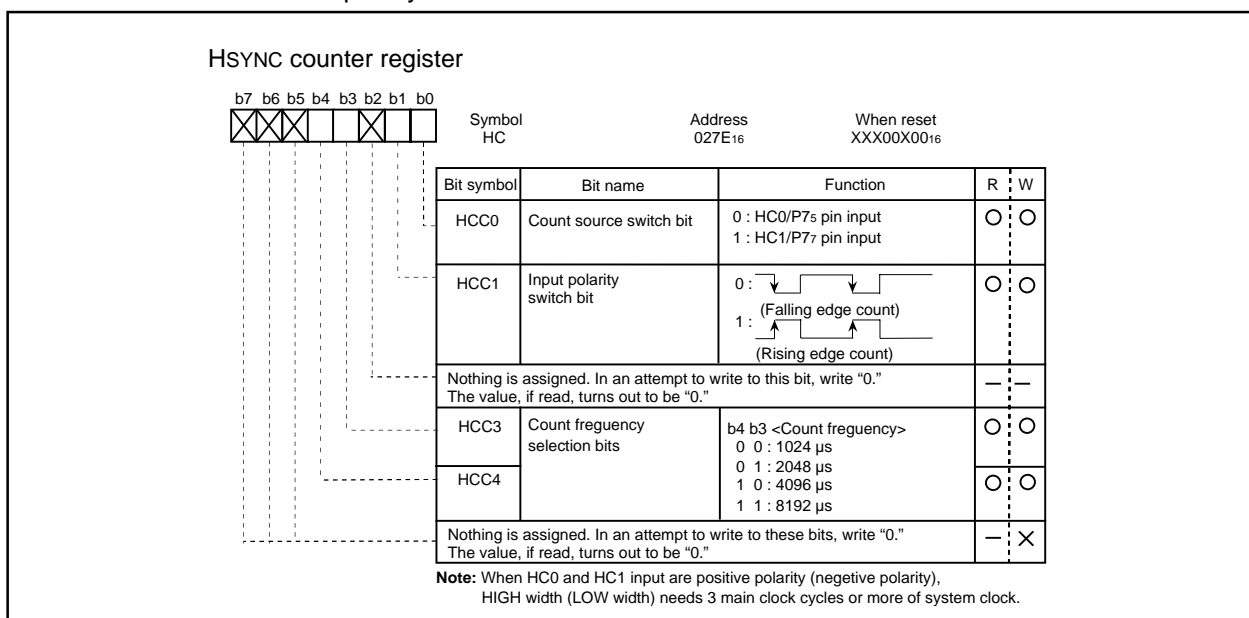 HSYNC counter register
b7 b6 b5 b4 b3 b2 b1 b0
Symbol Address When reset
HC 027E16 XXX00X0016
Bit symbol Bit name Function R W
HCC0 Count source switch bit 0 : HC0/P75 pin input
1 : HC1/P77 pin input
HCC1 Input polarity
switch bit
0 :
(Falling edge count)
1 :
(Rising edge count)
Nothing is assigned. In an attempt to write to this bit, write “0.”
The value, if read, turns out to be “0.”
HCC3 Count freguency
selection bits
HCC4
b4 b3 <Count freguency>
0 0 : 1024 µs
0 1 : 2048 µs
1 0 : 4096 µs
1 1 : 8192 µs
Nothing is assigned. In an attempt to write to these bits, write “0.”
The value, if read, turns out to be “0.”
Note: When HC0 and HC1 input are positive polarity (negetive polarity),
HIGH width (LOW width) needs 3 main clock cycles or more of system clock.